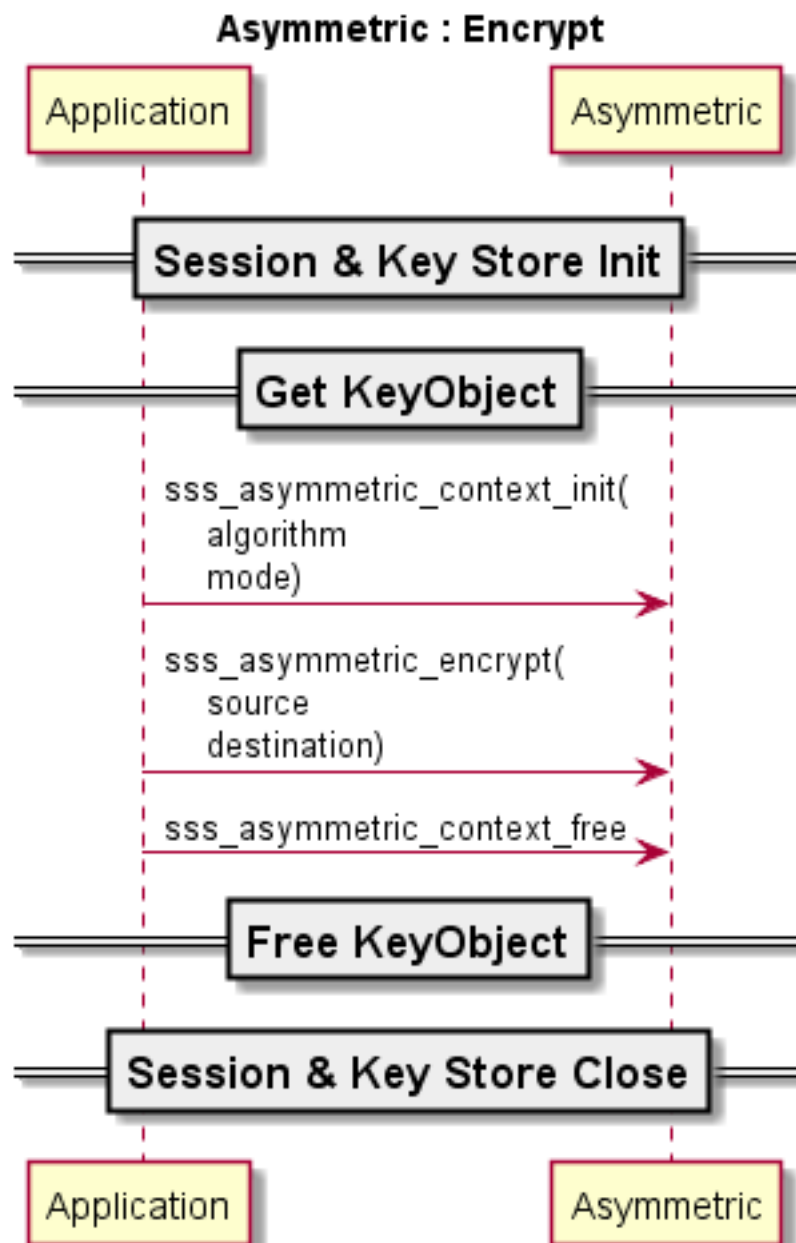 Asymmetric : Encrypt
Application
Asymmetric
Session & Key Store Init
Get KeyObject
sss_asymmetric_context_init(
algorithm
mode)
sss_asymmetric_encrypt(
source
destination)
sss_asymmetric_context_free
Free KeyObject
Session & Key Store Close
Application
Asymmetric